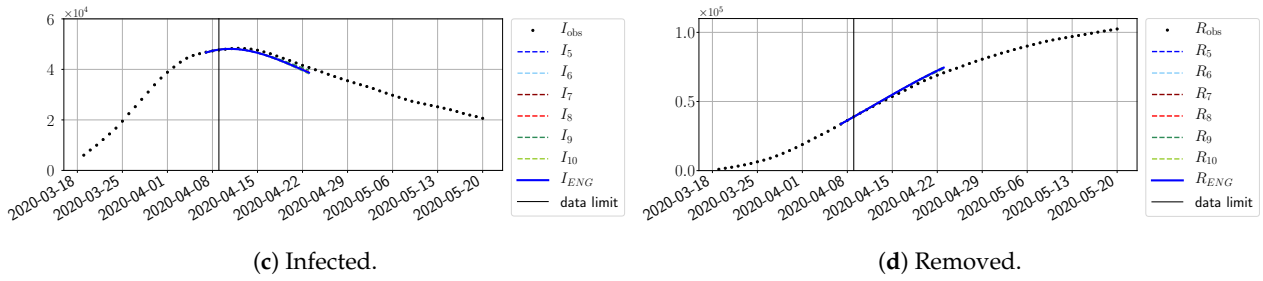 ×10⁴
6
4
2
0
2020-03-18
2020-03-25
2020-04-01
2020-04-08
2020-04-15
2020-04-22
2020-04-29
2020-05-06
2020-05-13
2020-05-20
I_obs
I_5
I_6
I_7
I_8
I_9
I_10
I_ENG
data limit
(c) Infected.
×10⁵
1.0
0.5
0.0
2020-03-18
2020-03-25
2020-04-01
2020-04-08
2020-04-15
2020-04-22
2020-04-29
2020-05-06
2020-05-13
2020-05-20
R_obs
R_5
R_6
R_7
R_8
R_9
R_10
R_ENG
data limit
(d) Removed.